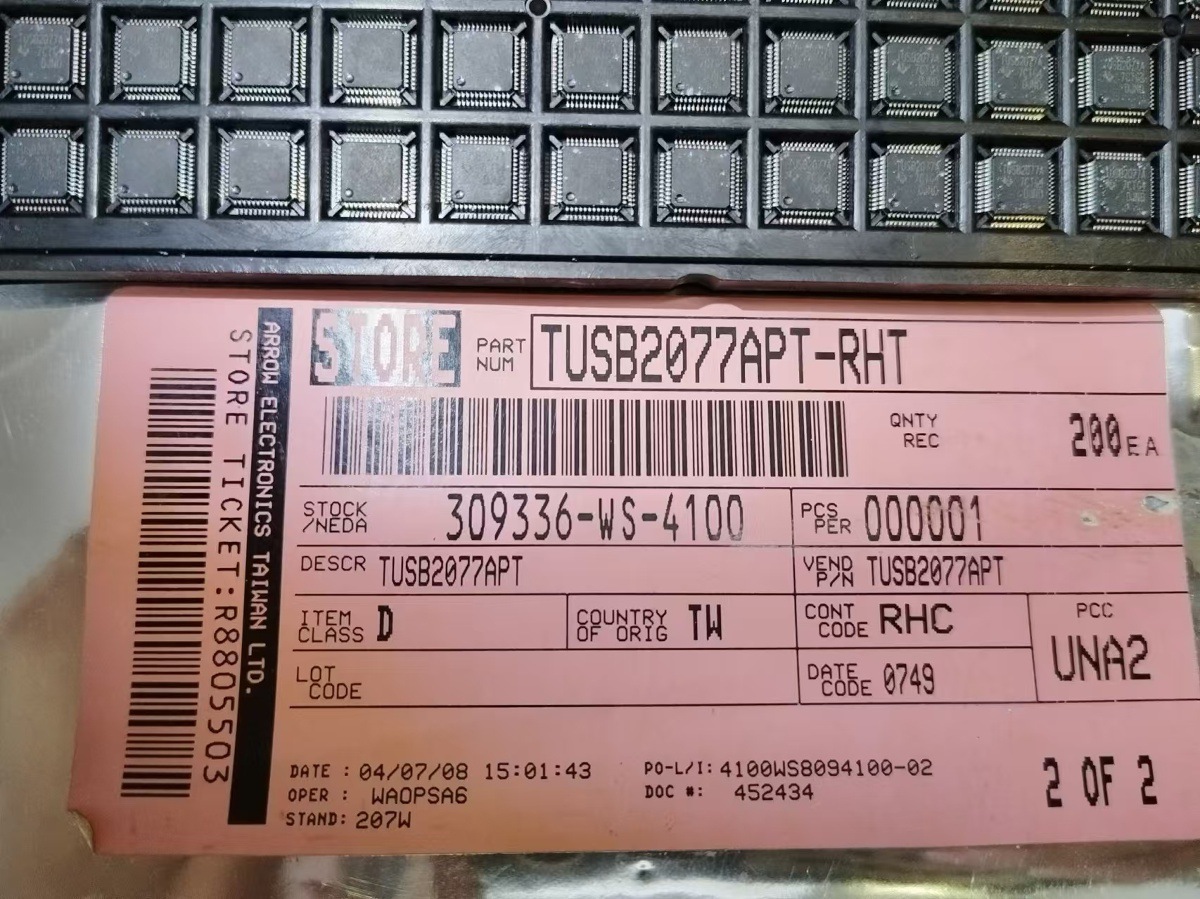 STORE
PART NUM TUSB2077APT-RHT
QNTY REC 200 EA
STOCK /NEDA 309336-WS-4100
PCS PER 000001
DESCR TUSB2077APT
VEND P/N TUSB2077APT
ITEM CLASS D
COUNTRY OF ORIG TW
CONT CODE RHC
PCC UNA2
LOT CODE
DATE CODE 0749
DATE : 04/07/08 15:01:43
PO-L/I: 4100WS8094100-02
OPER : WAOPSA6
DOC #: 452434
STAND: 207W
2 OF 2
ARROW ELECTRONICS TAIWAN LTD.
STORE TICKET:R8805503